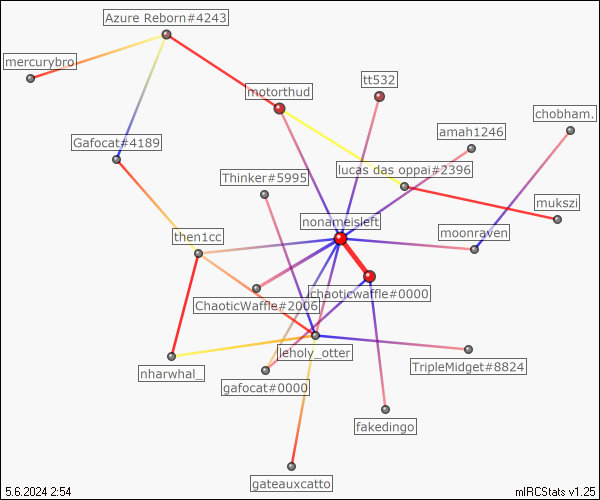 Azure Reborn#4243
mercurybro
tt532
motorthud
chobham.
amah1246
Gafocat#4189
lucas das oppai#2396
Thinker#5995
mukszi
nonameisleft
moonraven
then1cc
chaoticwaffle#0000
ChaoticWaffle#2006
leholy_otter
TripleMidget#8824
nharwhal_
gafocat#0000
fakedingo
gateauxcatto
5.6.2024 2:54
mIRCStats v1.25